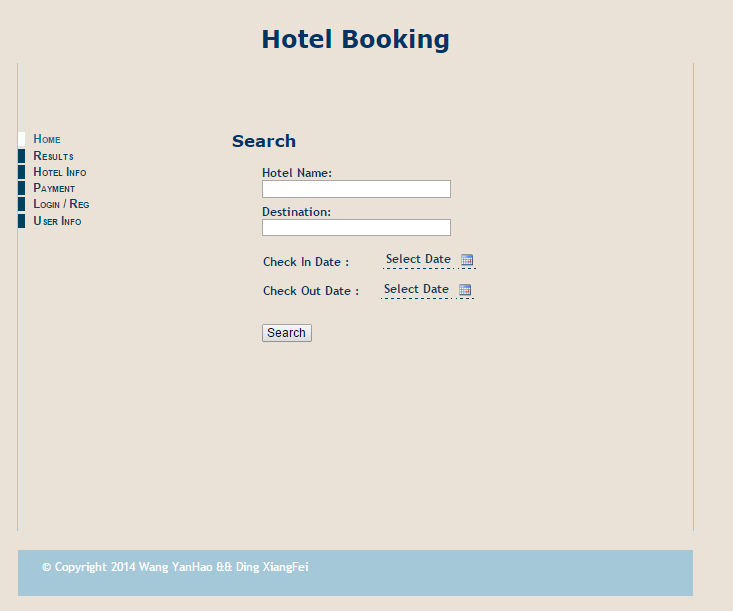 Hotel Booking
Home
Results
Hotel Info
Payment
Login / Reg
User Info
Search
Hotel Name:
Destination:
Check In Date : Select Date
Check Out Date : Select Date
Search
© Copyright 2014 Wang YanHao && Ding XiangFei